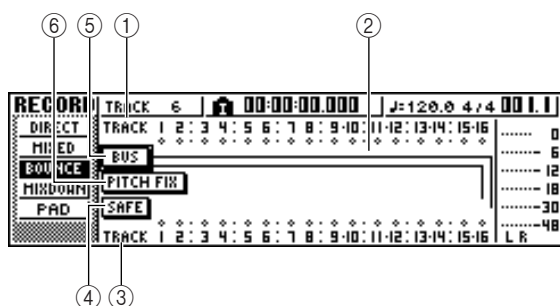 ⑥ ⑤ ① ②
RECORD TRACK 6 00:00:00.000 ♩=120.0 4/4 001.1
DIRECT
MIXED
BOUNCE
MIXDOWN
PAD
TRACK 1 2:3 4:5 6:7 8:9·10:11·12:13·14:15·16
BUS
PITCH FIX
SAFE
TRACK 1 2:3 4:5 6:7 8:9·10:11·12:13·14:15·16
0
6
12
18
30
48
L R
④ ③